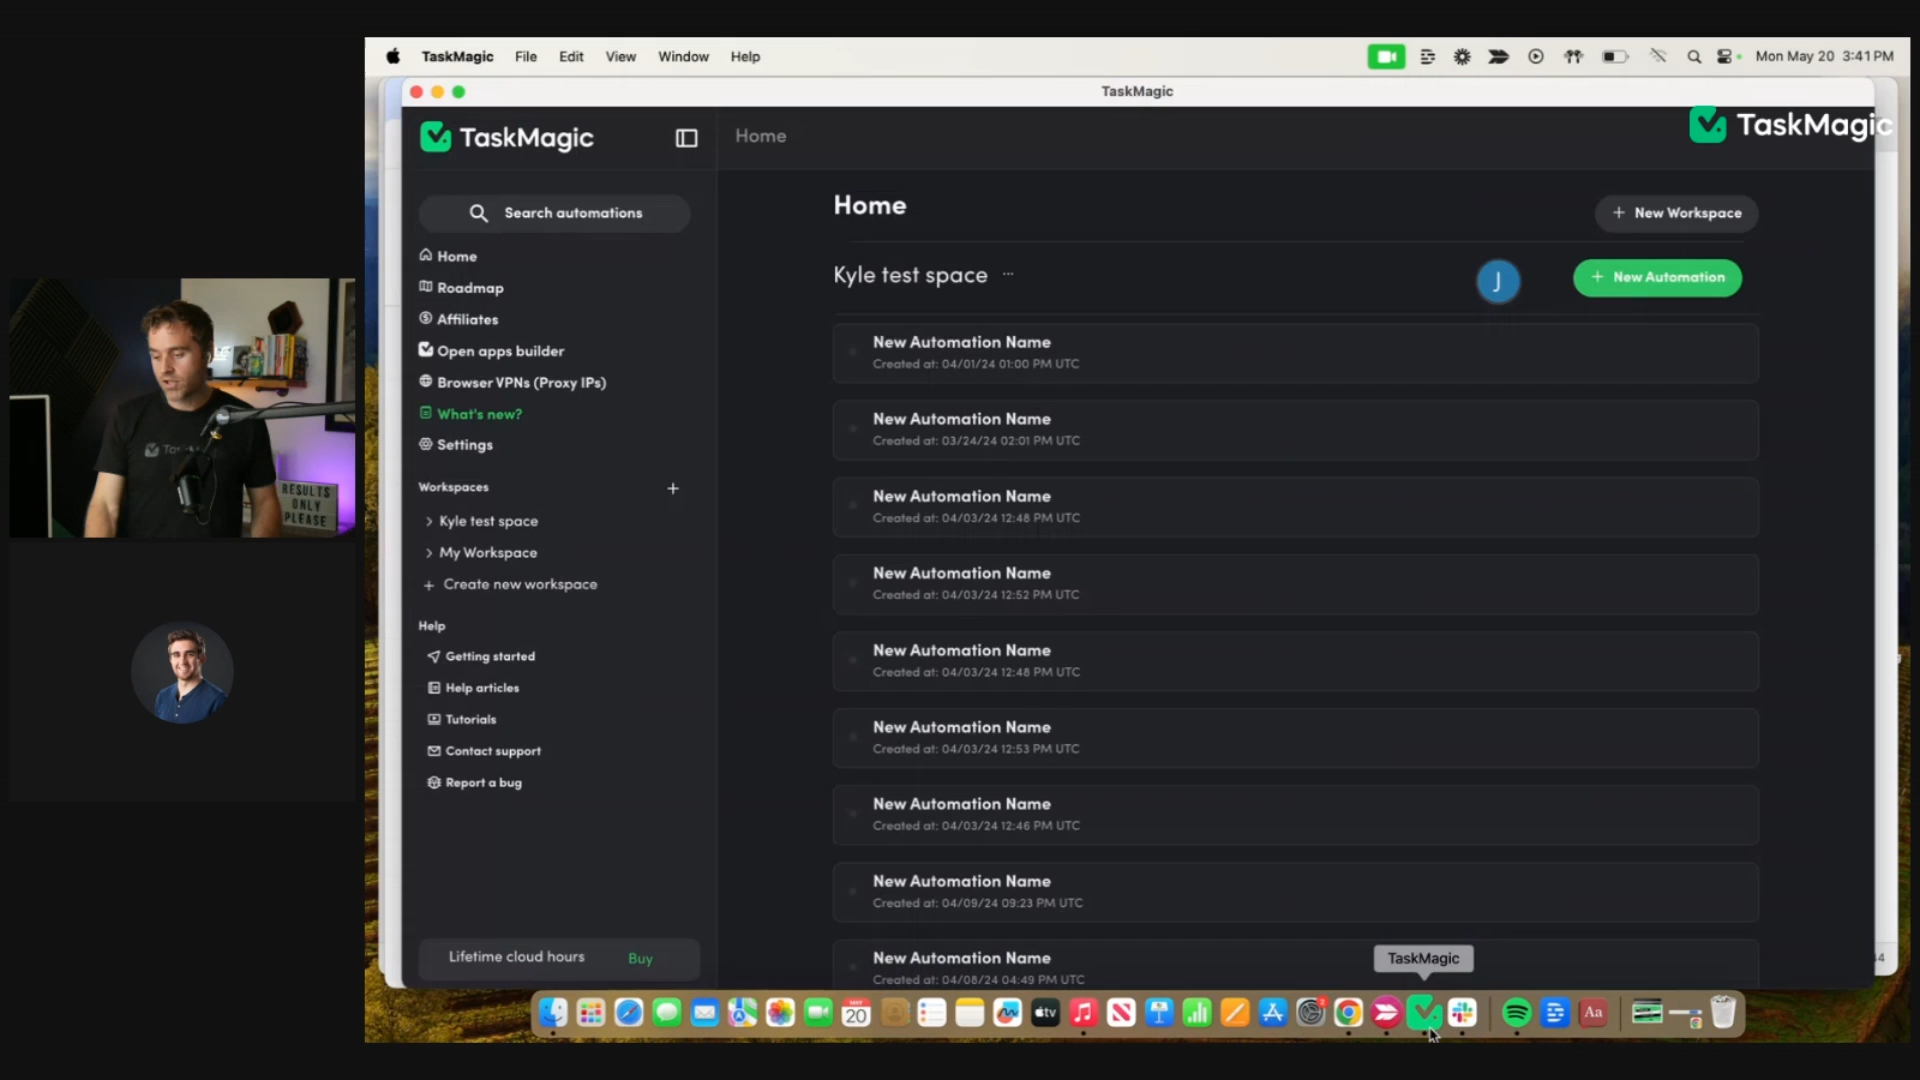 TaskMagic File Edit View Window Help
Mon May 20 3:41 PM
TaskMagic
TaskMagic
Home
TaskMagic
Search automations
Home
Roadmap
Affiliates
Open apps builder
Browser VPNs (Proxy IPs)
What's new?
Settings
Workspaces +
> Kyle test space
> My Workspace
+ Create new workspace
Help
Getting started
Help articles
Tutorials
Contact support
Report a bug
Lifetime cloud hours Buy
Home
+ New Workspace
Kyle test space ...
J
+ New Automation
New Automation Name
Created at: 04/01/24 01:00 PM UTC
New Automation Name
Created at: 03/24/24 02:01 PM UTC
New Automation Name
Created at: 04/03/24 12:48 PM UTC
New Automation Name
Created at: 04/03/24 12:52 PM UTC
New Automation Name
Created at: 04/03/24 12:48 PM UTC
New Automation Name
Created at: 04/03/24 12:53 PM UTC
New Automation Name
Created at: 04/03/24 12:46 PM UTC
New Automation Name
Created at: 04/09/24 09:23 PM UTC
New Automation Name
Created at: 04/08/24 04:49 PM UTC
TaskMagic
RESULTS
ONLY
PLEASE
20
tv
Aa